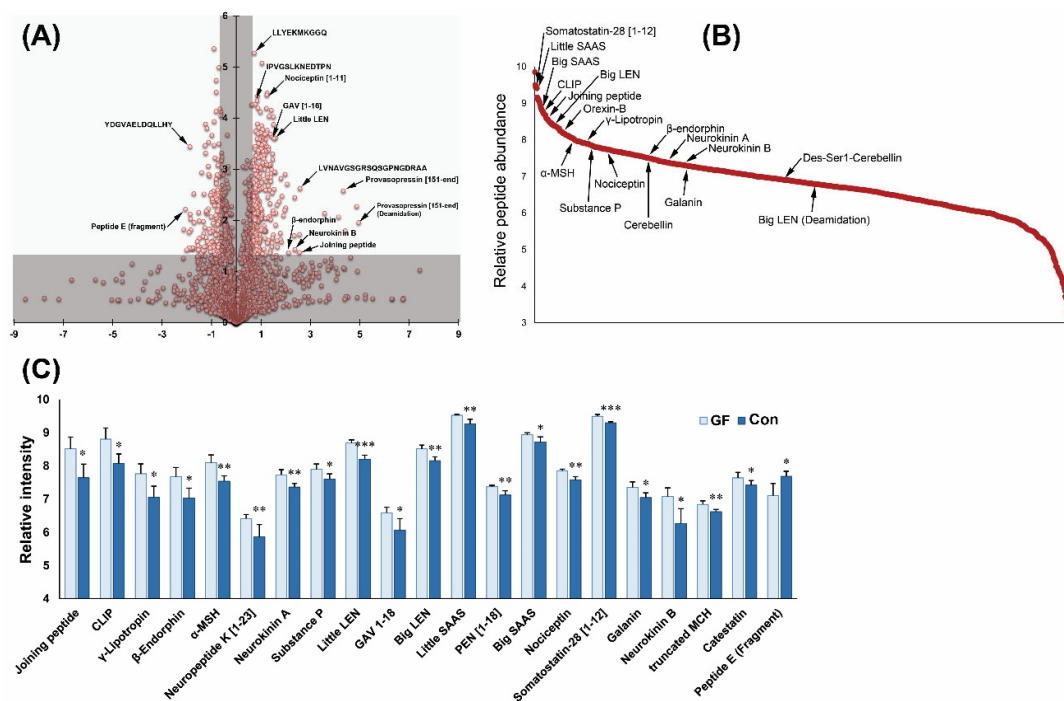 (A)
6
5
4
3
2
1
0
-9
-7
-5
-3
-1
1
3
5
7
9
LLYEKMKGGQ
IPVGSLKNEDTPN
Nociceptin [1-11]
GAV [1-16]
Little LEN
YDGVAELDQLLHY
LVNAVGSGRSQSGPNGDRAA
Provasopressin [151-end]
Provasopressin [151-end]
(Deamidation)
Peptide E (fragment)
β-endorphin
Neurokinin B
Joining peptide
(B)
Relative peptide abundance
10
9
8
7
6
5
4
3
Somatostatin-28 [1-12]
Little SAAS
Big SAAS
CLIP
Big LEN
Joining peptide
Orexin-B
γ-Lipotropin
β-endorphin
Neurokinin A
Neurokinin B
Des-Ser1-Cerebellin
α-MSH
Nociceptin
Substance P
Galanin
Cerebellin
Big LEN (Deamidation)
(C)
Relative intensity
10
9
8
7
6
5
4
GF Con
* * * * ** ** ** * *** * ** ** ** * ** *** * * ** * *
Joining peptide
CLIP
γ-Lipotropin
β-Endorphin
α-MSH
Neuropeptide K [1-23]
Neurokinin A
Substance P
Little LEN
GAV 1-18
Big LEN
Little SAAS
PEN [1-18]
Big SAAS
Nociceptin
Somatostatin-28 [1-12]
Galanin
Neurokinin B
truncated MCH
Catestatin
Peptide E (Fragment)